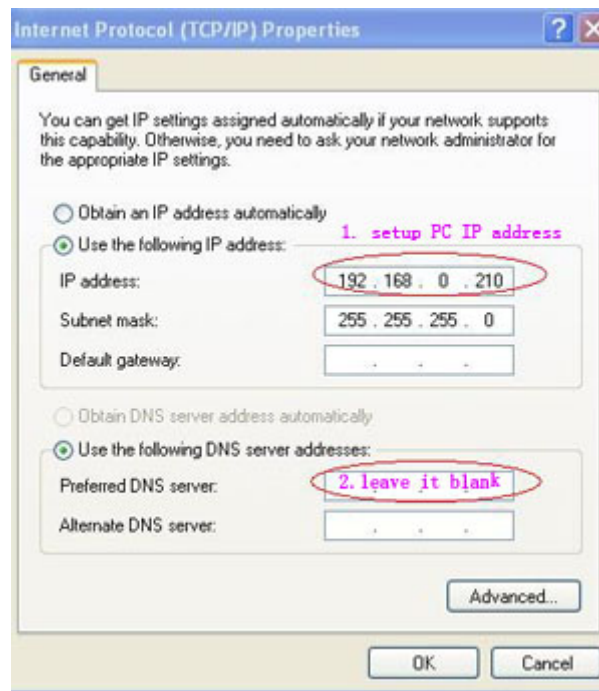 Internet Protocol (TCP/IP) Properties
General
You can get IP settings assigned automatically if your network supports
this capability. Otherwise, you need to ask your network administrator for
the appropriate IP settings.
Obtain an IP address automatically
1. setup PC IP address
Use the following IP address:
IP address: 192 . 168 . 0 . 210
Subnet mask: 255 . 255 . 255 . 0
Default gateway: . . .
Obtain DNS server address automatically
Use the following DNS server addresses:
Preferred DNS server: 2. leave it blank
Alternate DNS server: . . .
Advanced...
OK Cancel